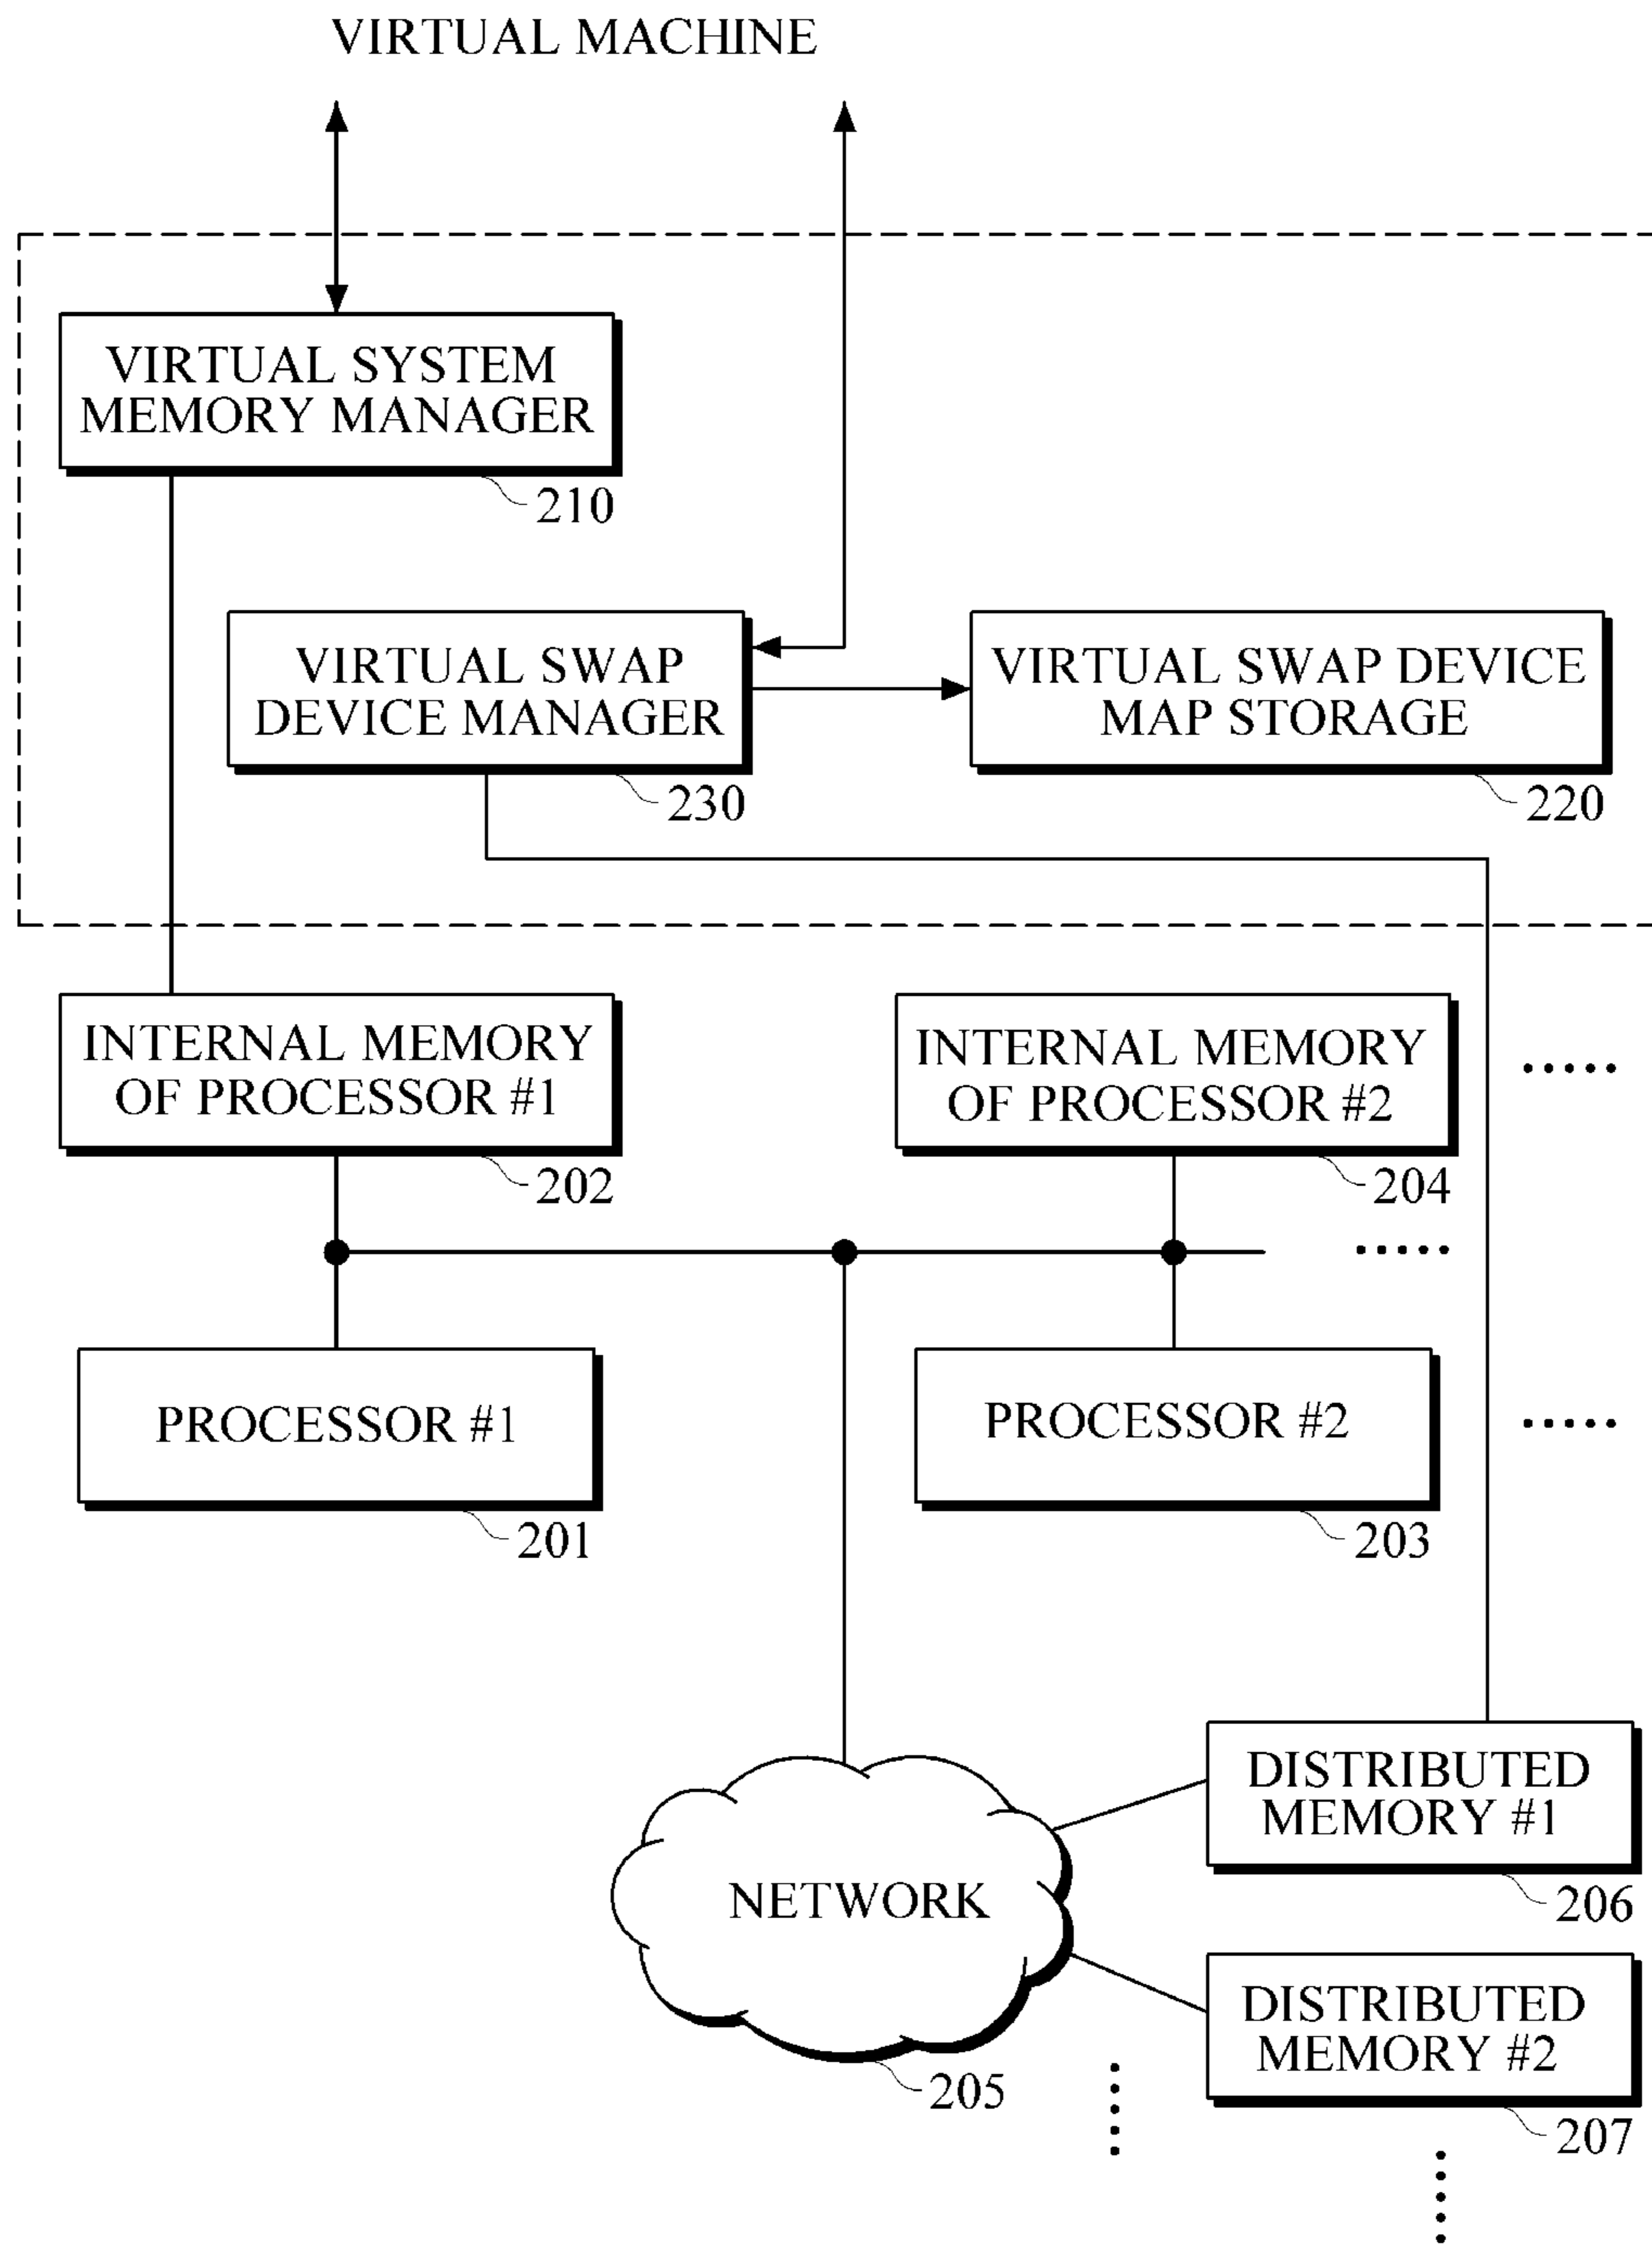 VIRTUAL MACHINE
VIRTUAL SYSTEM
MEMORY MANAGER
210
VIRTUAL SWAP
DEVICE MANAGER
230
VIRTUAL SWAP DEVICE
MAP STORAGE
220
INTERNAL MEMORY
OF PROCESSOR #1
202
INTERNAL MEMORY
OF PROCESSOR #2
204
PROCESSOR #1
201
PROCESSOR #2
203
NETWORK
205
DISTRIBUTED
MEMORY #1
206
DISTRIBUTED
MEMORY #2
207